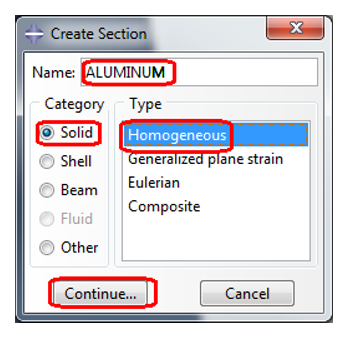 Create Section
Name: ALUMINUM
Category
Type
Solid
Homogeneous
Shell
Generalized plane strain
Beam
Eulerian
Fluid
Composite
Other
Continue...
Cancel